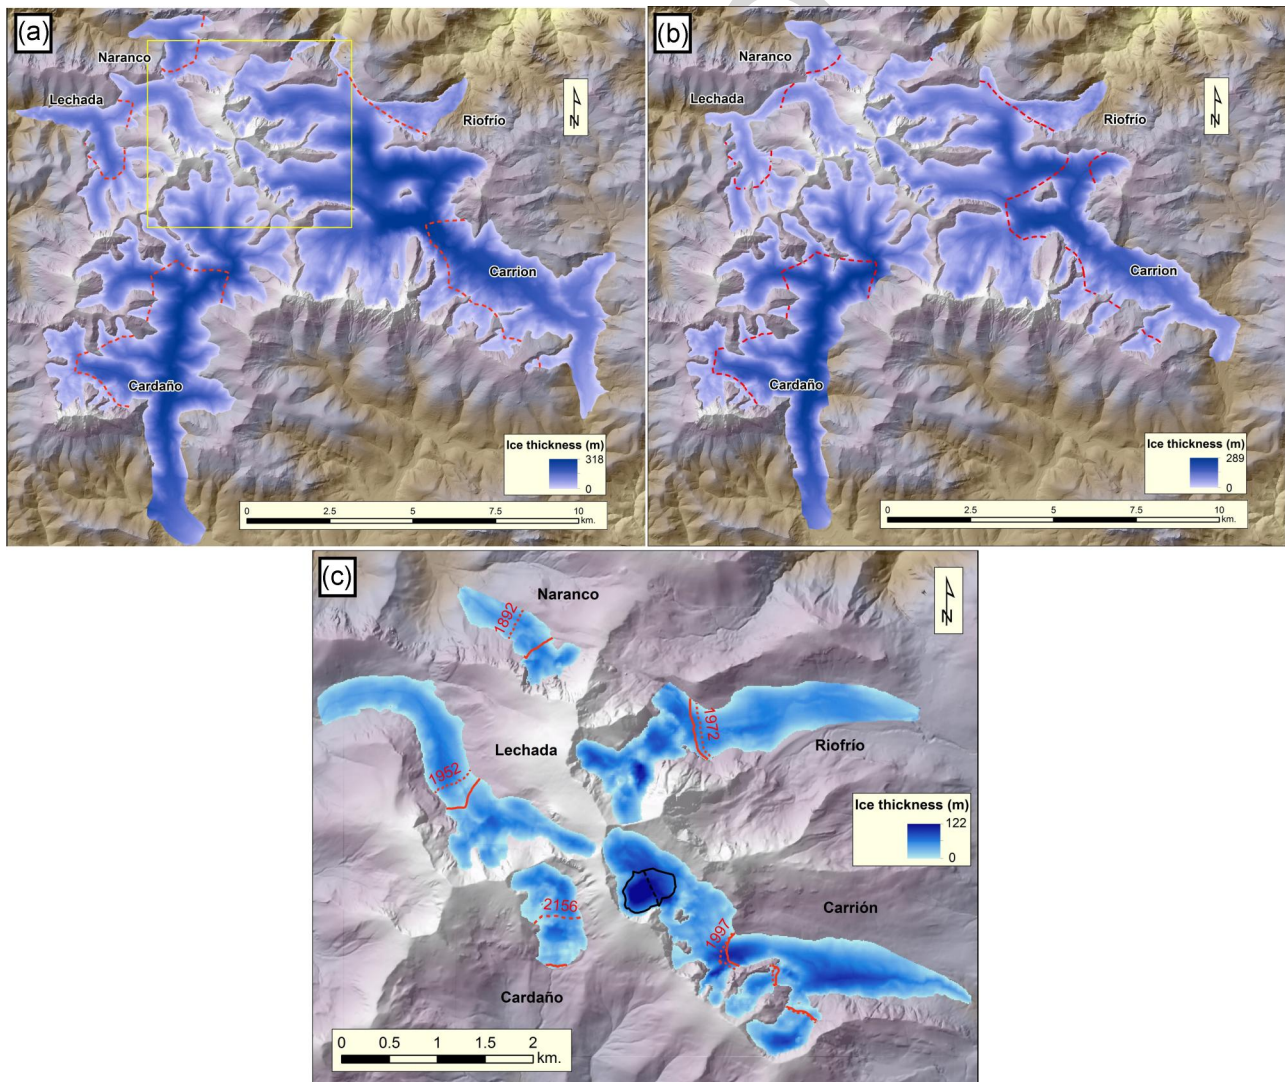 (a)
Naranco
Lechada
Riofrío
Carrion
Cardaño
N
Ice thickness (m)
318
0
0 2.5 5 7.5 10
km.
(b)
Naranco
Lechada
Riofrío
Carrion
Cardaño
N
Ice thickness (m)
289
0
0 2.5 5 7.5 10
km.
(c)
Naranco
1892
N
1972
Lechada
Riofrío
1952
Ice thickness (m)
122
0
2156
Carrión
1997
Cardaño
0 0.5 1 1.5 2
km.